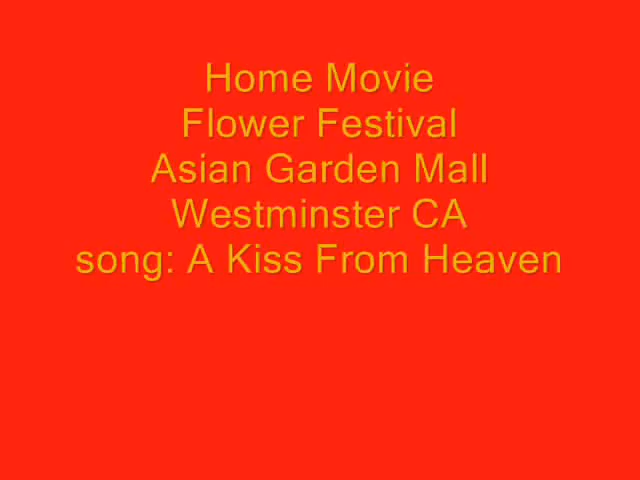 Home Movie
Flower Festival
Asian Garden Mall
Westminster CA
song: A Kiss From Heaven